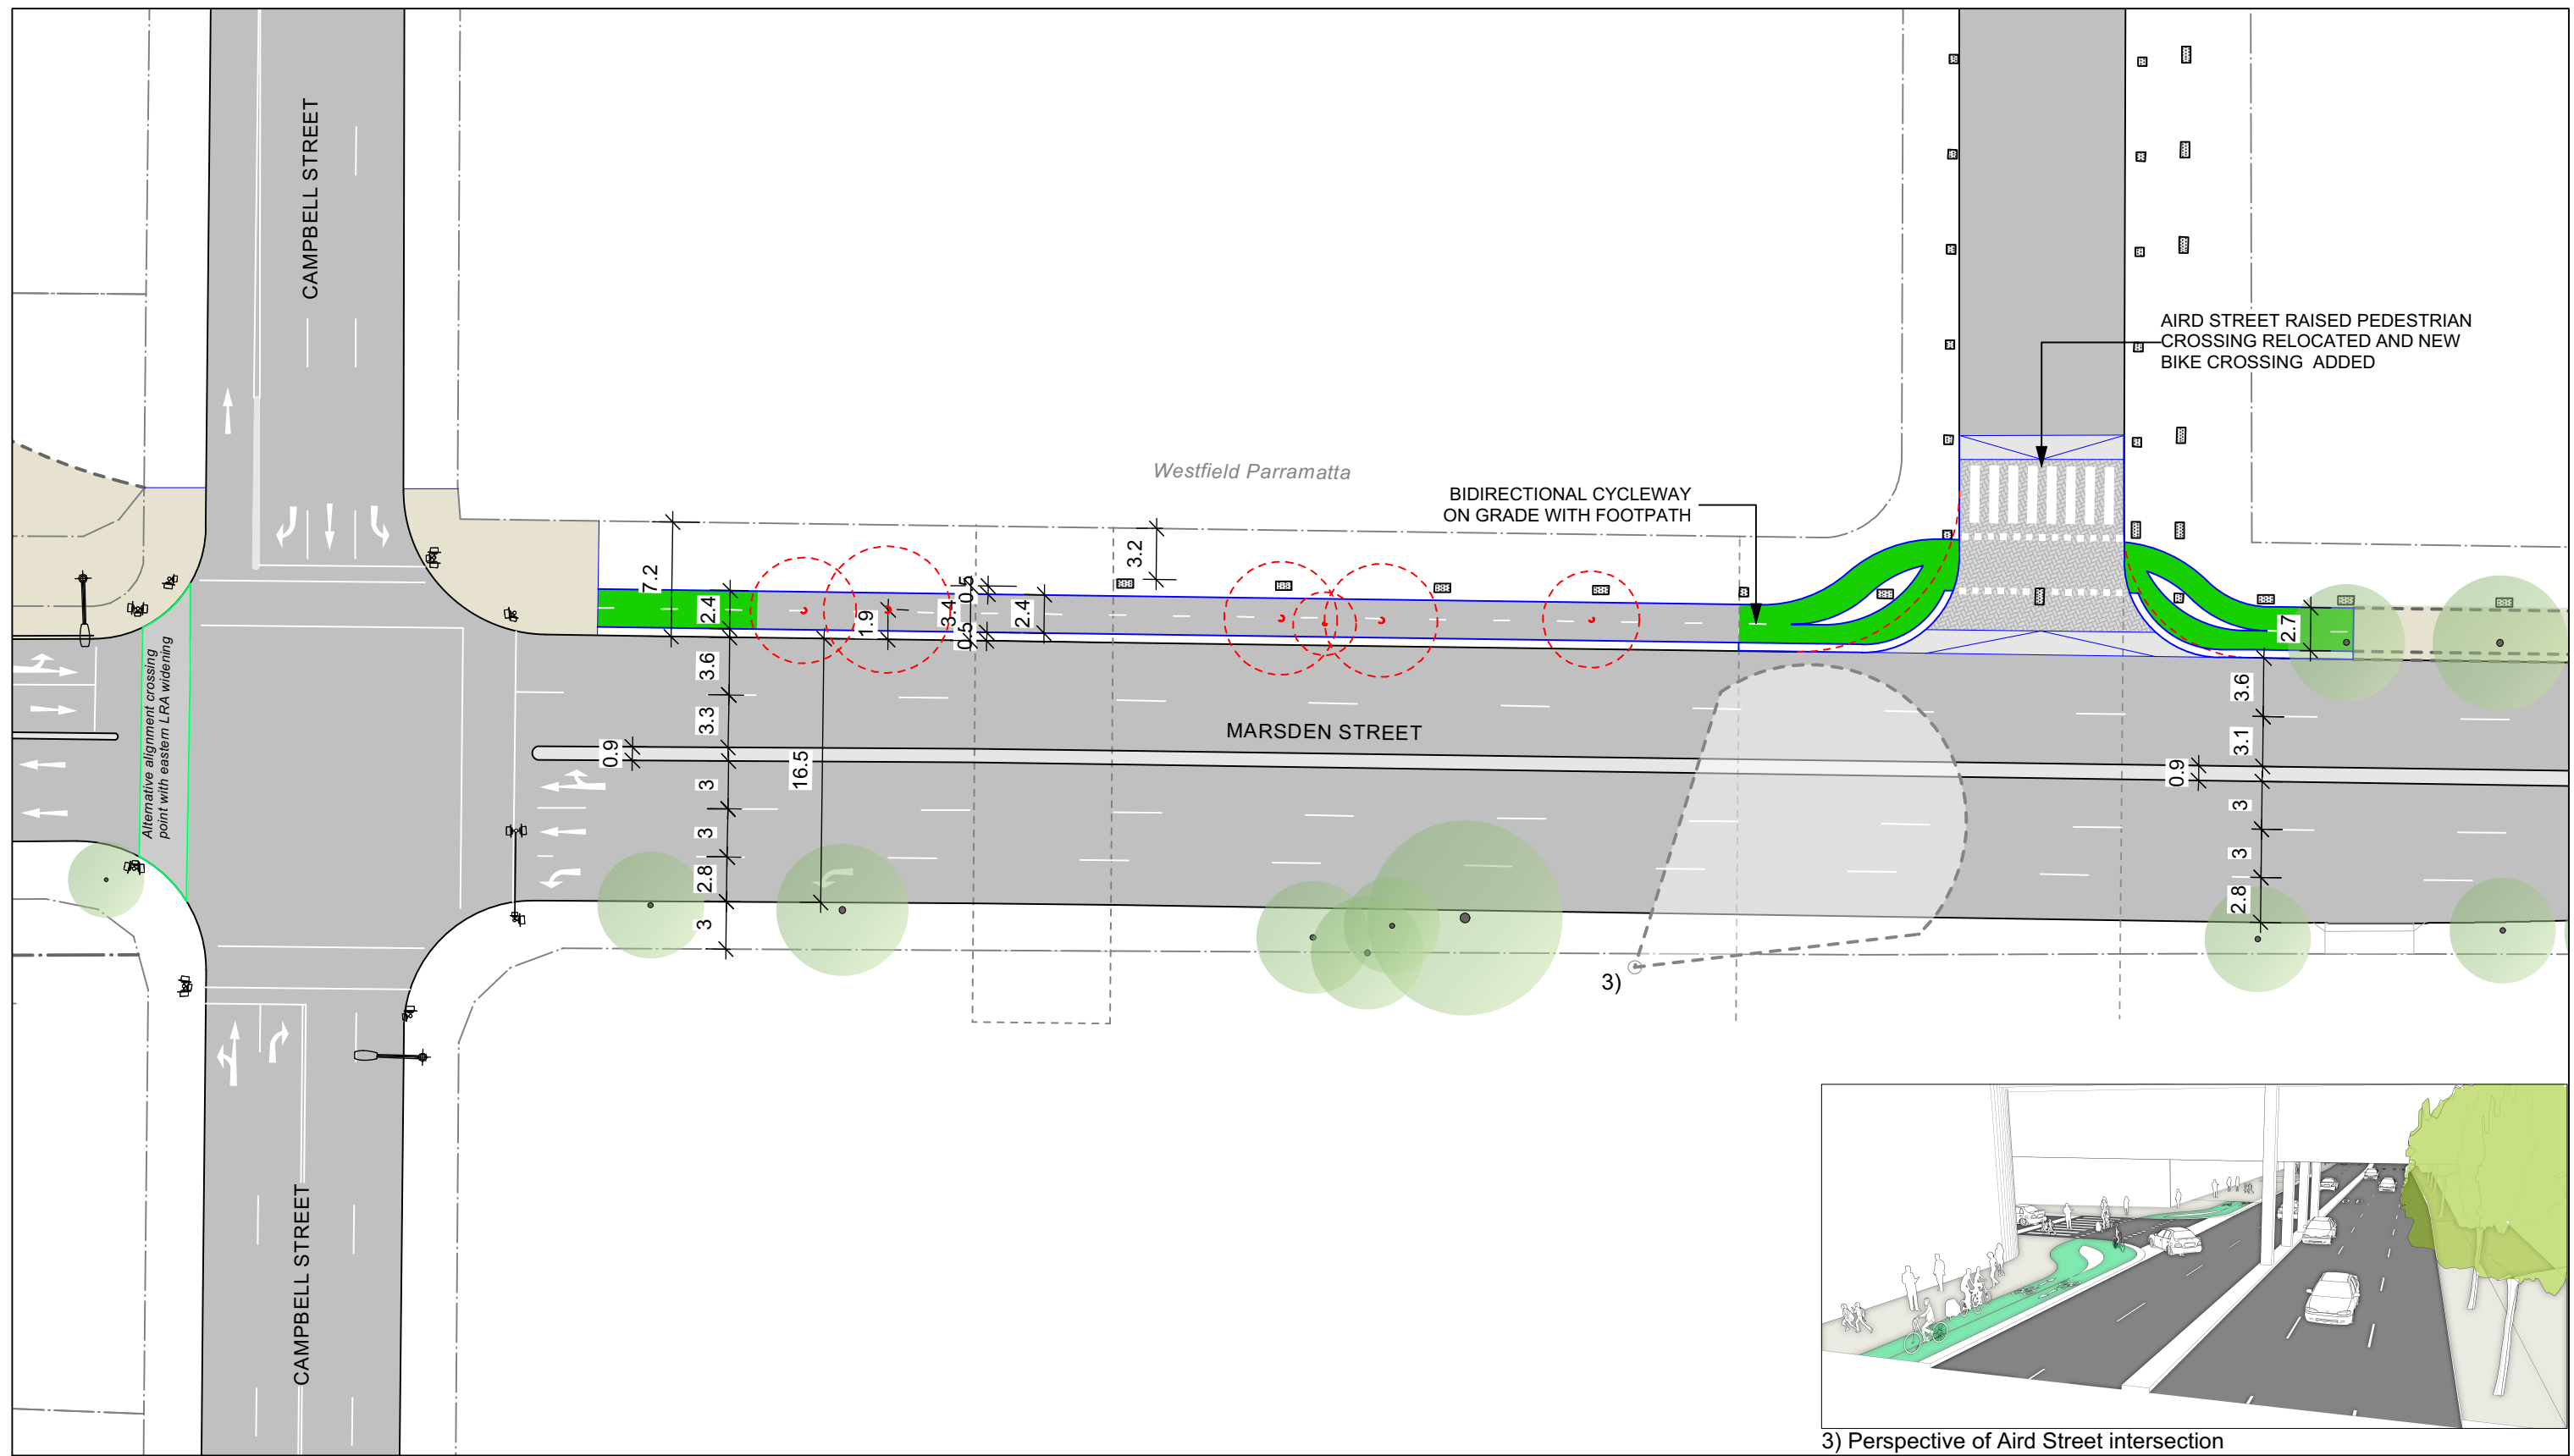 CAMPBELL STREET
AIRD STREET RAISED PEDESTRIAN
CROSSING RELOCATED AND NEW
BIKE CROSSING ADDED
Westfield Parramatta
BIDIRECTIONAL CYCLEWAY
ON GRADE WITH FOOTPATH
7.2
3.2
2.4
1.9
3.4
0.5
0.5
2.4
2.7
Alternative alignment crossing
point with eastern LRA widening
3.6
3.3
0.9
3
16.5
3
2.8
3
MARSDEN STREET
3.6
3.1
0.9
3
3
2.8
3)
CAMPBELL STREET
3) Perspective of Aird Street intersection